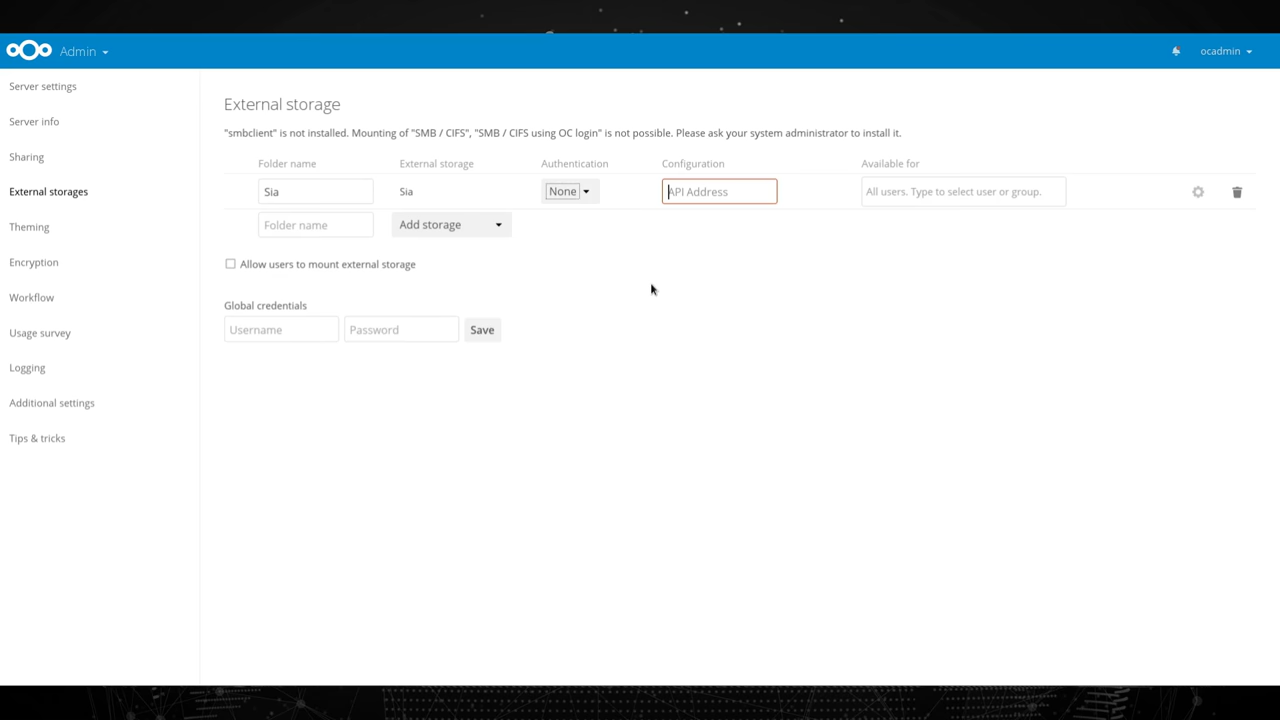 Admin
ocadmin
Server settings
Server info
Sharing
External storages
Theming
Encryption
Workflow
Usage survey
Logging
Additional settings
Tips & tricks
External storage
"smbclient" is not installed. Mounting of "SMB / CIFS", "SMB / CIFS using OC login" is not possible. Please ask your system administrator to install it.
Folder name External storage Authentication Configuration Available for
Sia Sia None API Address All users. Type to select user or group.
Folder name Add storage
Allow users to mount external storage
Global credentials
Username Password Save